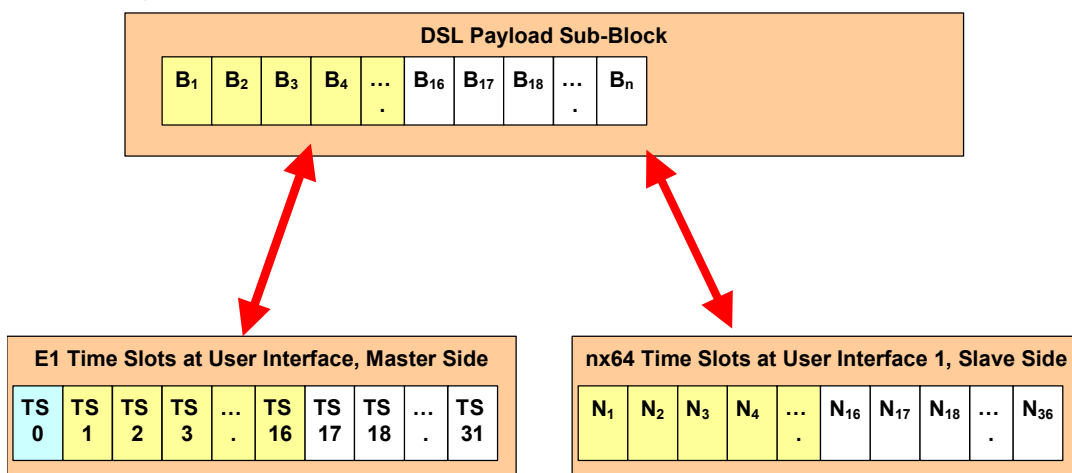 DSL Payload Sub-Block
B1 B2 B3 B4 … . B16 B17 B18 … . Bn
E1 Time Slots at User Interface, Master Side
TS 0 TS 1 TS 2 TS 3 … . TS 16 TS 17 TS 18 … . TS 31
nx64 Time Slots at User Interface 1, Slave Side
N1 N2 N3 N4 … . N16 N17 N18 … . N36